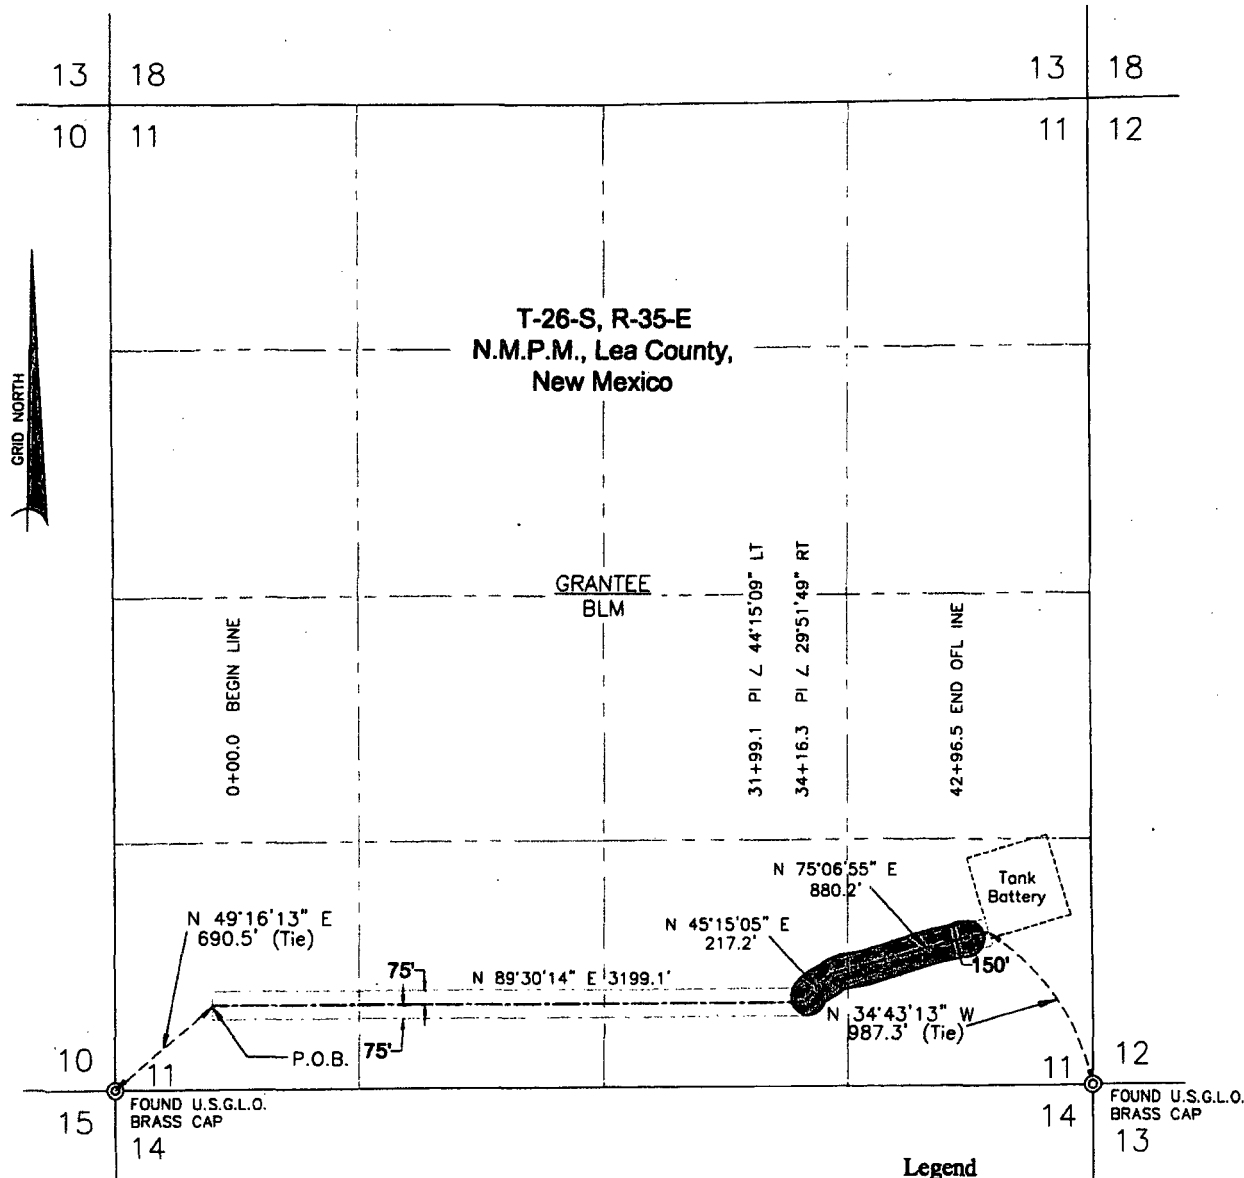 13 18
13 18
10 11
11 12
T-26-S, R-35-E
N.M.P.M., Lea County,
New Mexico
GRID NORTH
GRANTEE
BLM
0+00.0 BEGIN LINE
31+99.1 PI ∠ 44°15'09" LT
34+16.3 PI ∠ 29°51'49" RT
42+96.5 END OFL INE
N 75°06'55" E
880.2'
Tank
Battery
N 49°16'13" E
690.5' (Tie)
N 45°15'05" E
217.2'
75'
N 89°30'14" E 3199.1'
150'
N 34°43'13" W
987.3' (Tie)
75'
P.O.B.
10 11
11 12
FOUND U.S.G.L.O.
BRASS CAP
FOUND U.S.G.L.O.
BRASS CAP
15 14
14 13
Legend